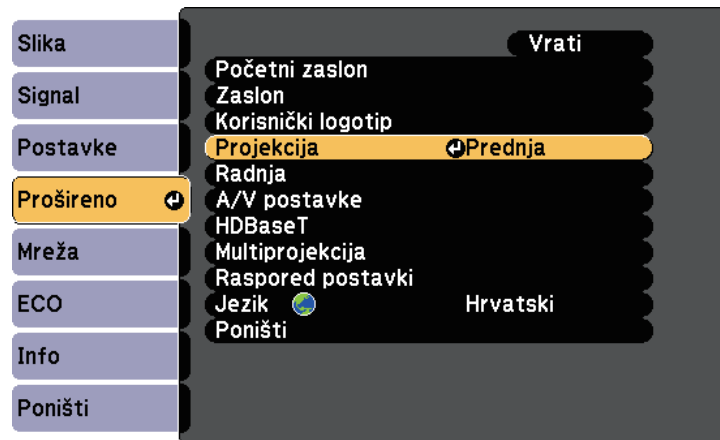 Slika
Signal
Postavke
Prošireno
Mreža
ECO
Info
Poništi
Vrati
Početni zaslon
Zaslon
Korisnički logotip
Projekcija Prednja
Radnja
A/V postavke
HDBaseT
Multiprojekcija
Raspored postavki
Jezik Hrvatski
Poništi